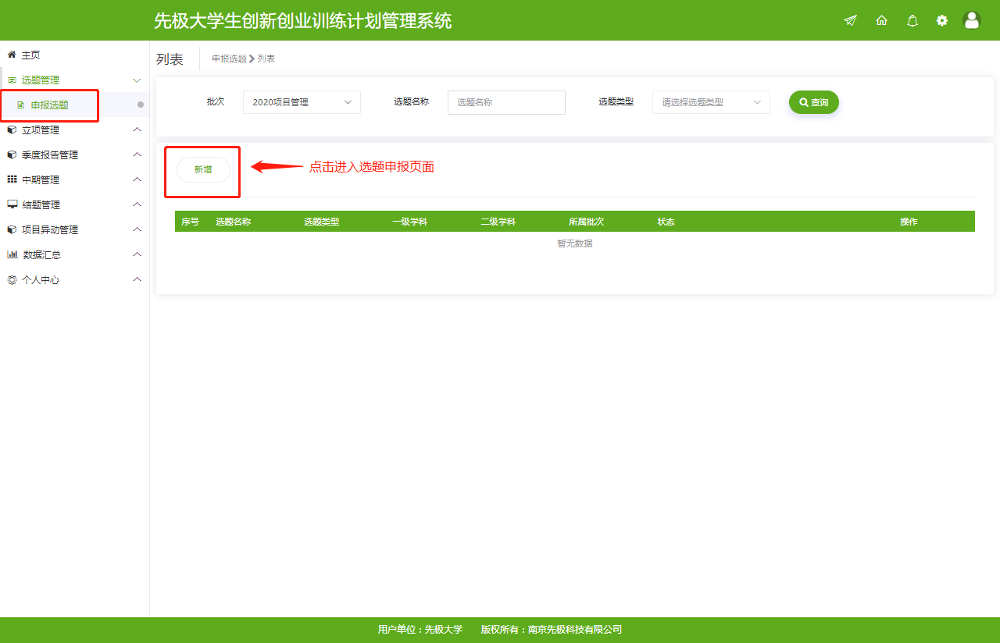 先极大学生创新创业训练计划管理系统
主页
选题管理
申报选题
立项管理
季度报告管理
中期管理
结题管理
项目异动管理
数据汇总
个人中心
列表 申报选题 列表
批次 2020项目管理 选题名称 选题名称 选题类型 请选择选题类型 查询
新增 点击进入选题申报页面
序号 选题名称 选题类型 一级学科 二级学科 所属批次 状态 操作
暂无数据
用户单位：先极大学 版权所有：南京先极科技有限公司